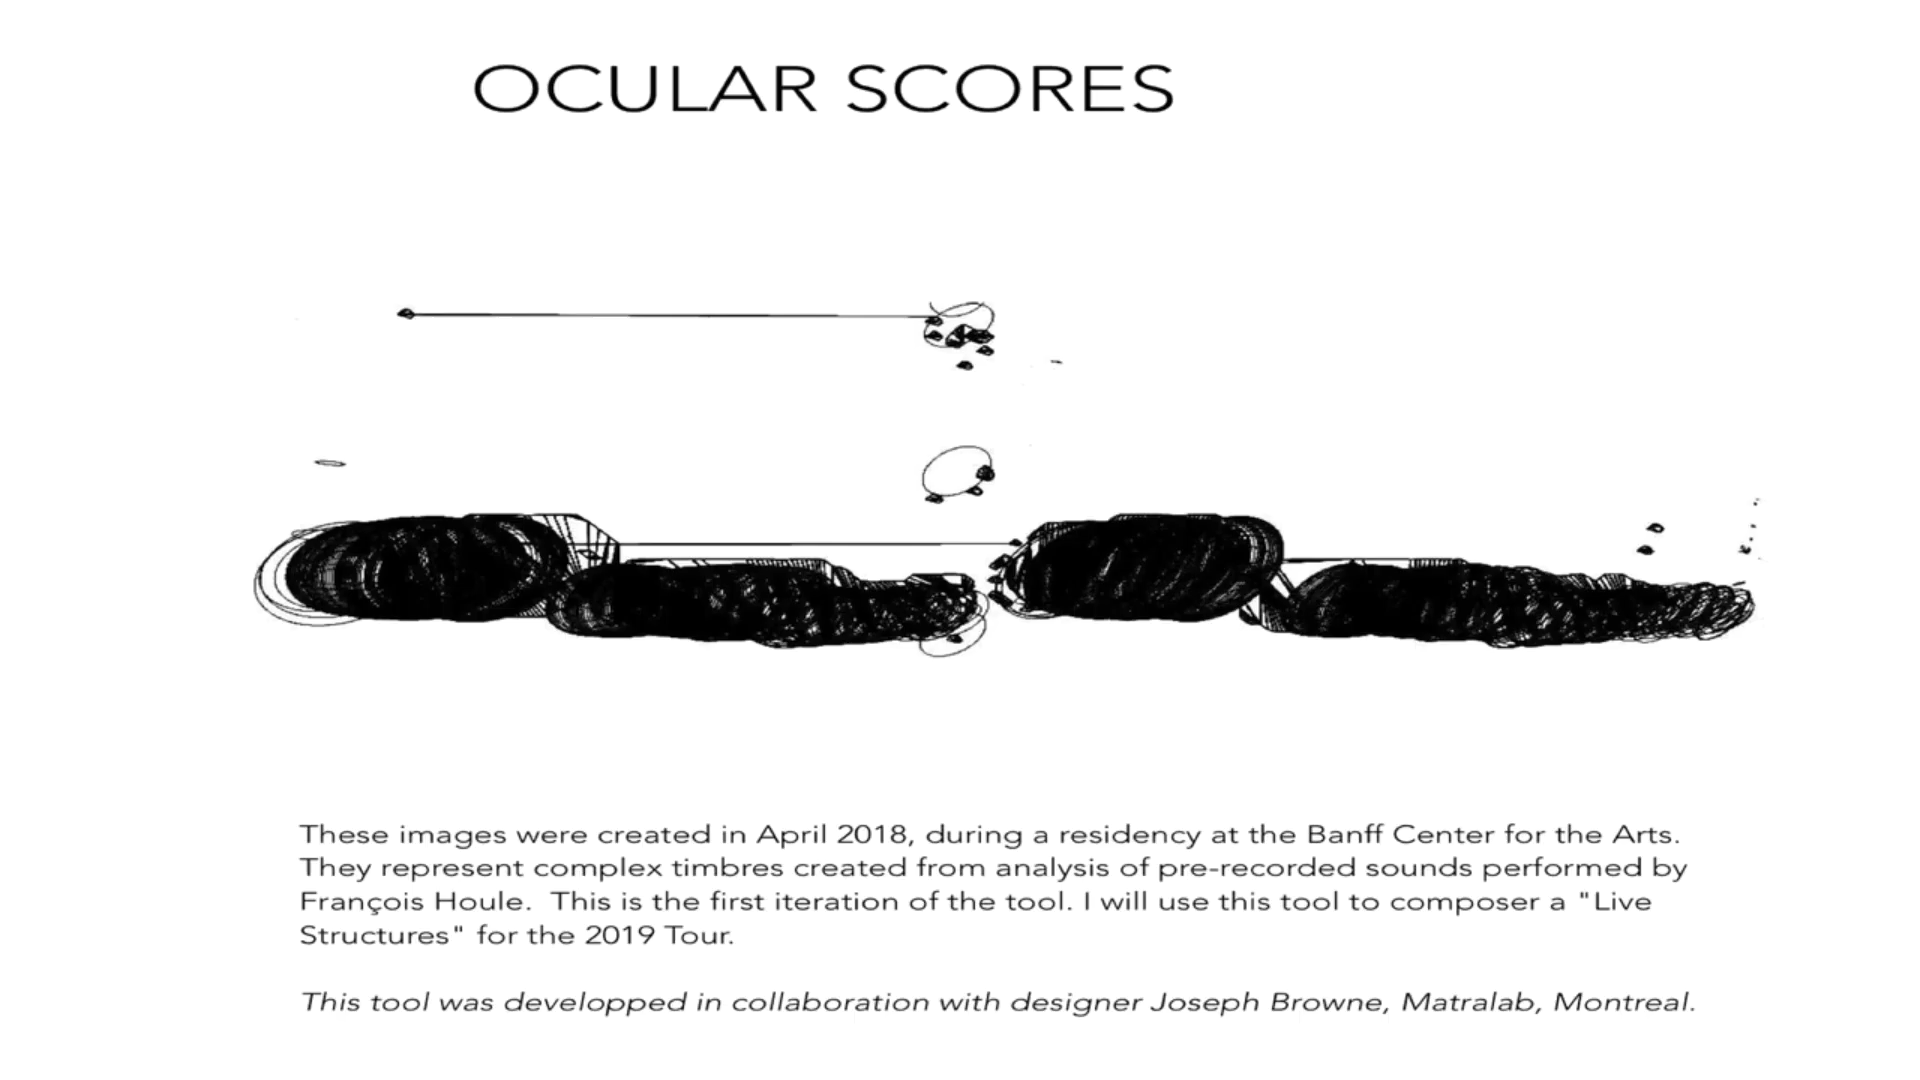 OCULAR SCORES
These images were created in April 2018, during a residency at the Banff Center for the Arts.
They represent complex timbres created from analysis of pre-recorded sounds performed by
François Houle.  This is the first iteration of the tool. I will use this tool to composer a "Live
Structures" for the 2019 Tour.
This tool was developped in collaboration with designer Joseph Browne, Matralab, Montreal.